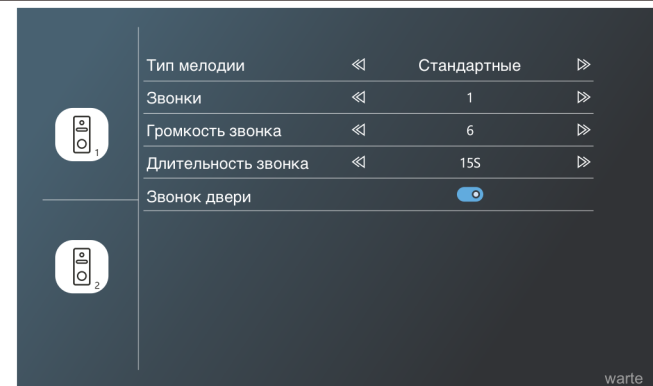 Тип мелодии Стандартные
Звонки 1
Громкость звонка 6
1
Длительность звонка 15S
Звонок двери
2
warte